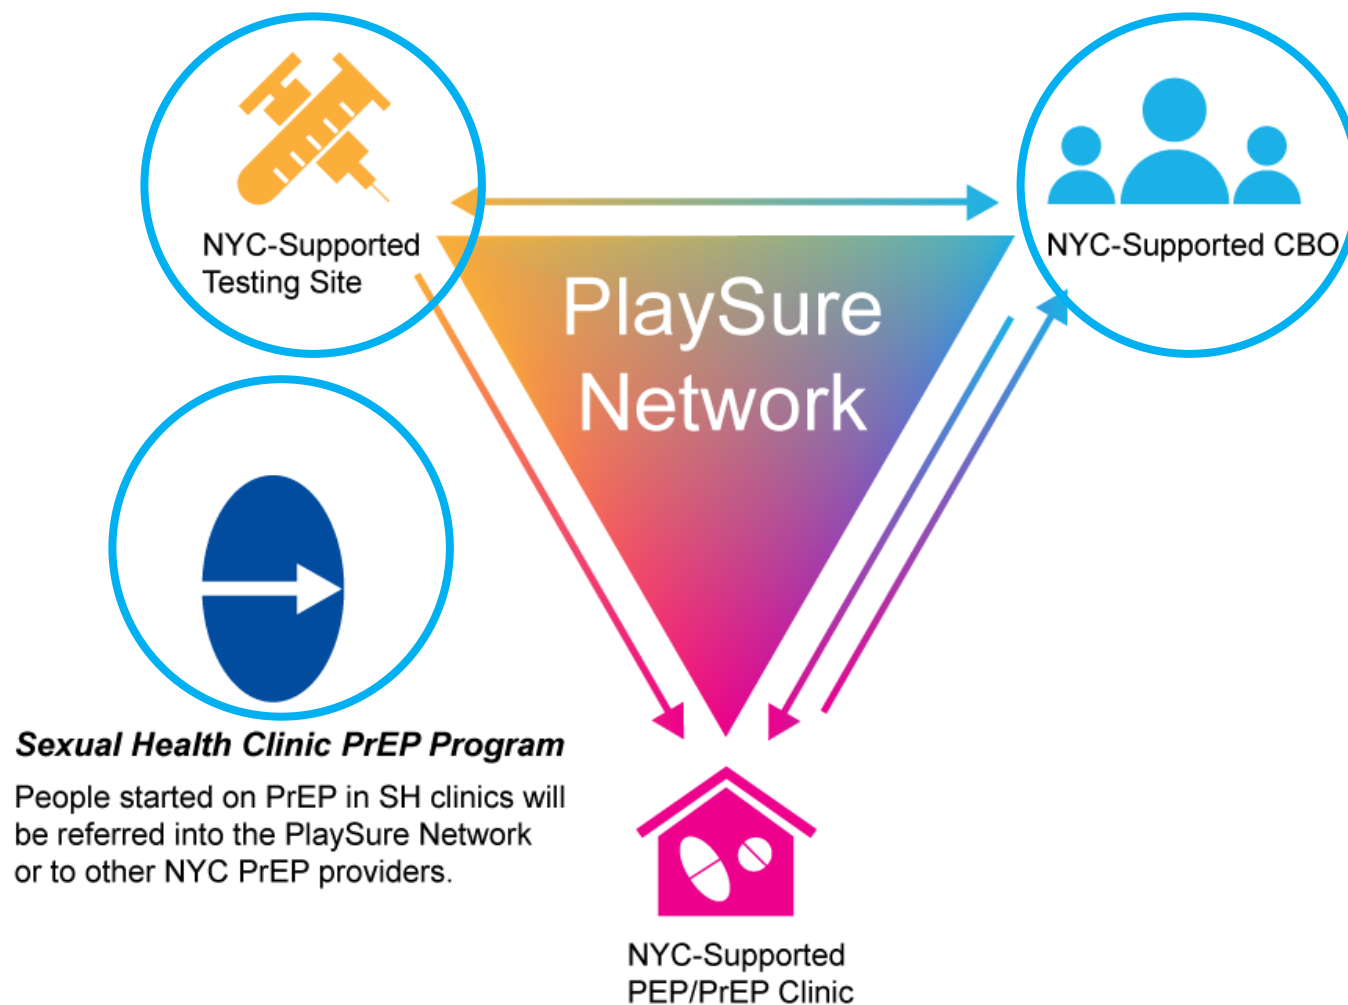 NYC-Supported
Testing Site
NYC-Supported CBO
PlaySure
Network
Sexual Health Clinic PrEP Program
People started on PrEP in SH clinics will
be referred into the PlaySure Network
or to other NYC PrEP providers.
NYC-Supported
PEP/PrEP Clinic